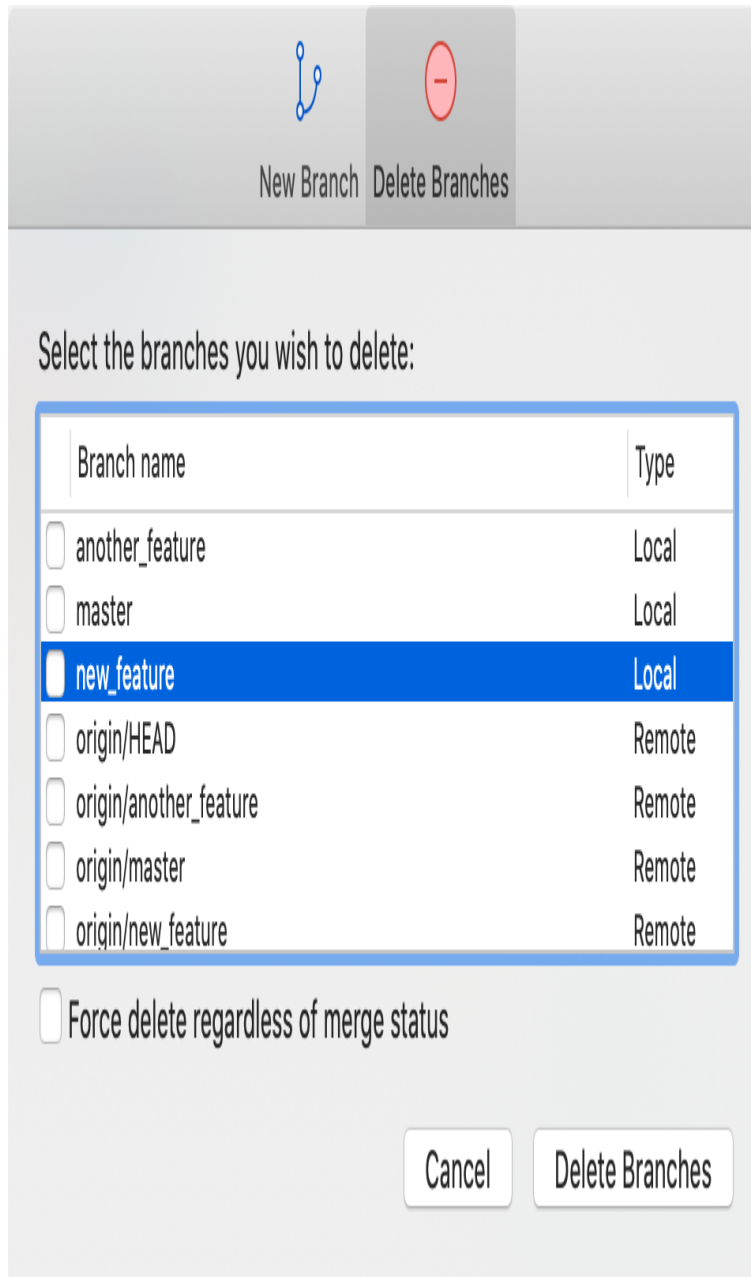 New Branch Delete Branches
Select the branches you wish to delete:
Branch name Type
another_feature Local
master Local
new_feature Local
origin/HEAD Remote
origin/another_feature Remote
origin/master Remote
origin/new_feature Remote
Force delete regardless of merge status
Cancel Delete Branches